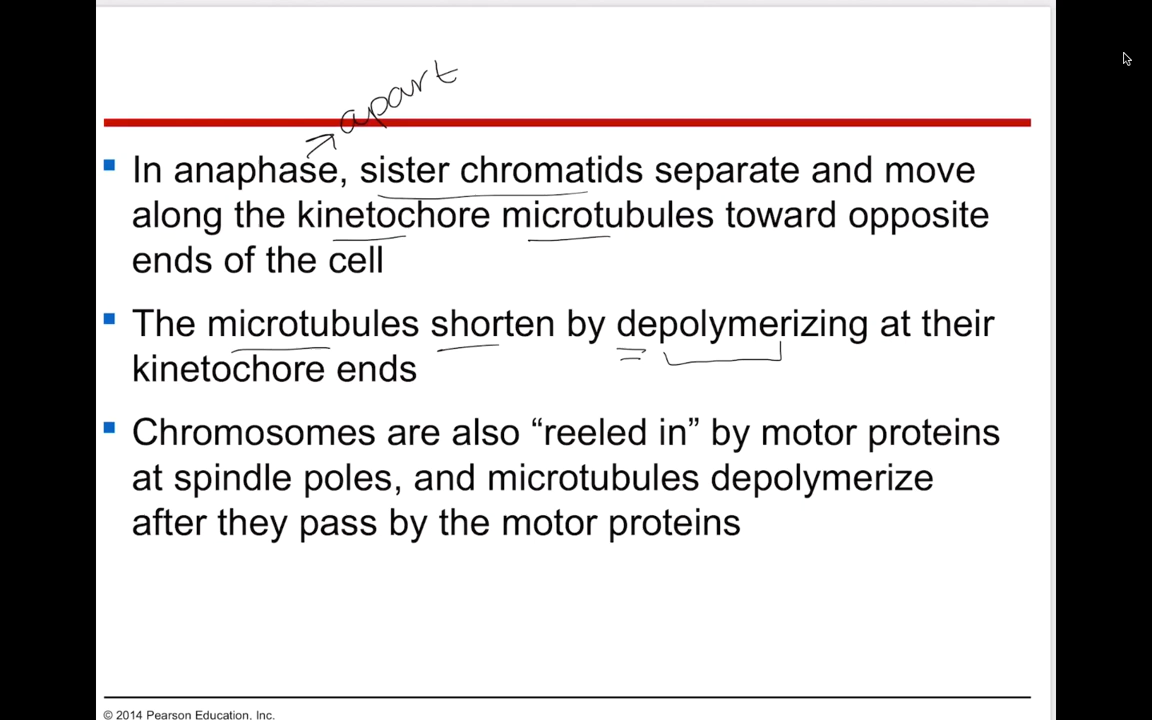 apart
In anaphase, sister chromatids separate and move
along the kinetochore microtubules toward opposite
ends of the cell
The microtubules shorten by depolymerizing at their
kinetochore ends
Chromosomes are also “reeled in” by motor proteins
at spindle poles, and microtubules depolymerize
after they pass by the motor proteins
© 2014 Pearson Education, Inc.